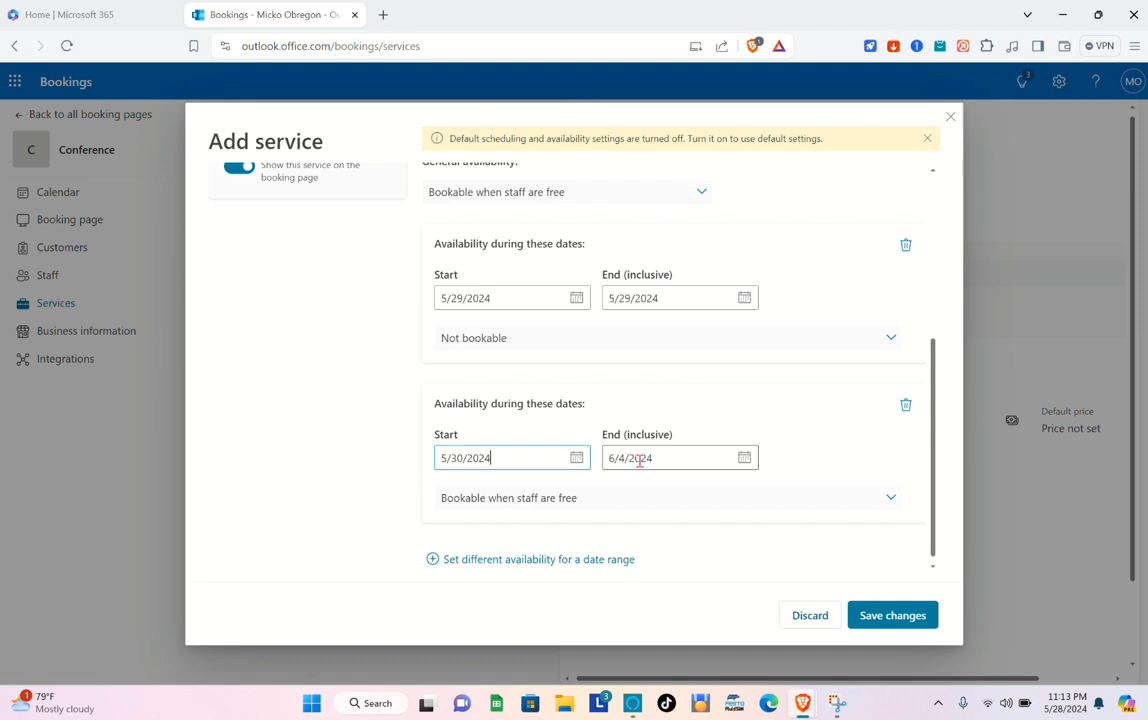 Home | Microsoft 365
Bookings - Micko Obregon - Ou
outlook.office.com/bookings/services
1
1
VPN
Bookings
3
MO
Back to all booking pages
C
Conference
Calendar
Booking page
Customers
Staff
Services
Business information
Integrations
Add service
Default scheduling and availability settings are turned off. Turn it on to use default settings.
Show this service on the
booking page
General availability:
Bookable when staff are free
Availability during these dates:
Start
End (inclusive)
5/29/2024
5/29/2024
Not bookable
Availability during these dates:
Start
End (inclusive)
5/30/2024
6/4/2024
Bookable when staff are free
Set different availability for a date range
Default price
Price not set
Discard
Save changes
1
79°F
Mostly cloudy
Search
3
11:13 PM
5/28/2024